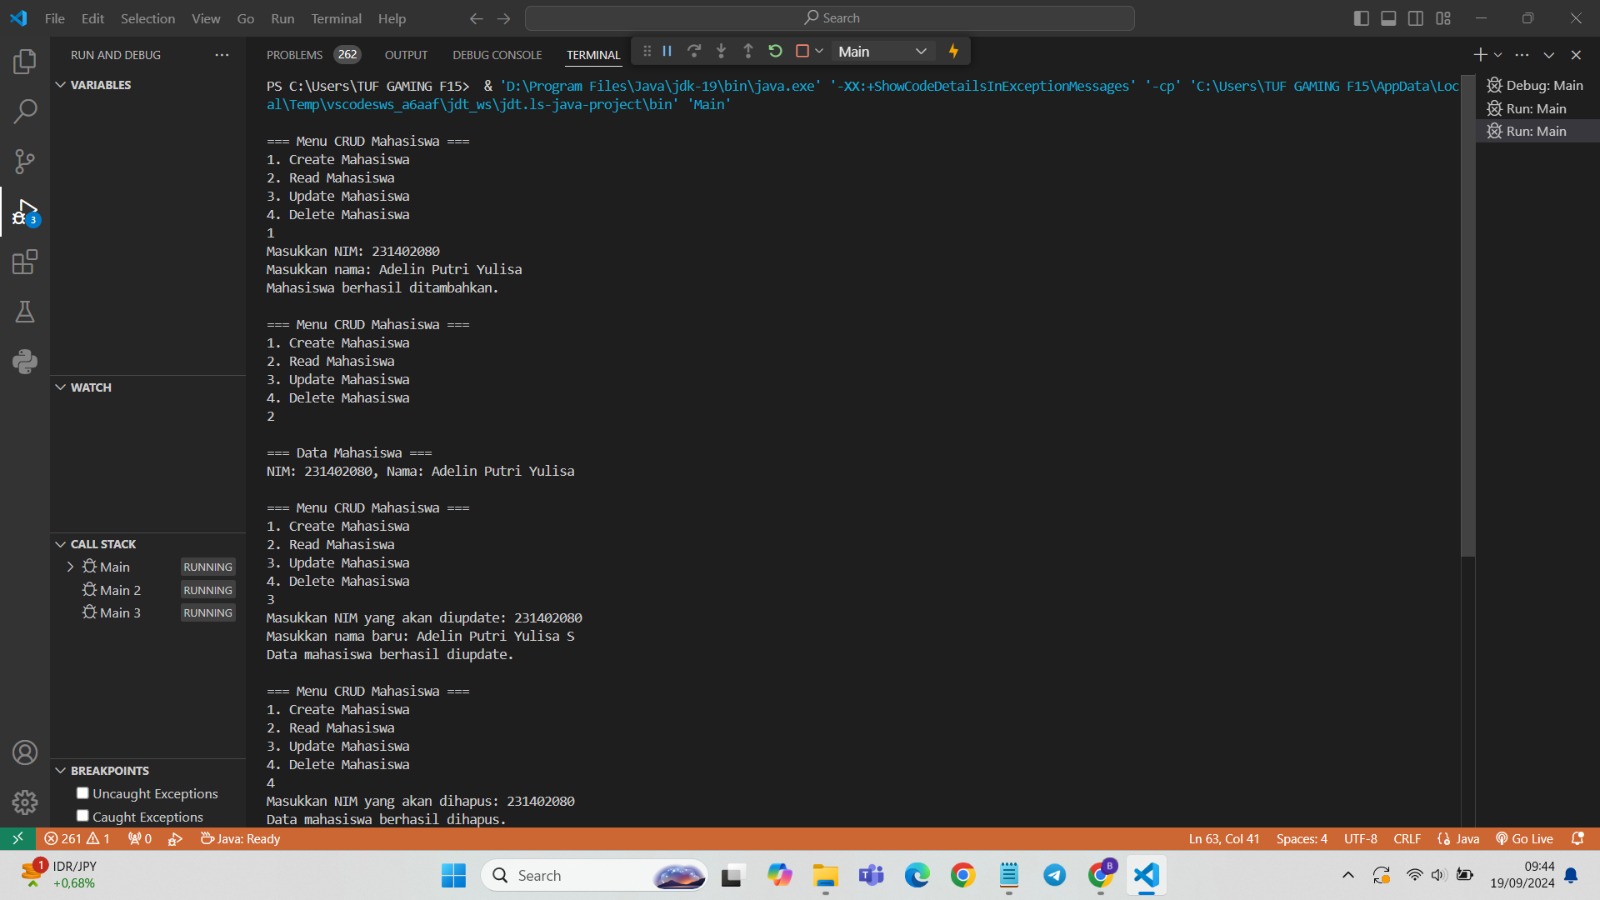 File Edit Selection View Go Run Terminal Help
Search
RUN AND DEBUG
VARIABLES
WATCH
CALL STACK
Main RUNNING
Main 2 RUNNING
Main 3 RUNNING
BREAKPOINTS
Uncaught Exceptions
Caught Exceptions
3
PROBLEMS 262 OUTPUT DEBUG CONSOLE TERMINAL
Main
PS C:\Users\TUF GAMING F15>  & 'D:\Program Files\Java\jdk-19\bin\java.exe' '-XX:+ShowCodeDetailsInExceptionMessages' '-cp' 'C:\Users\TUF GAMING F15\AppData\Loc
al\Temp\vscodesws_a6aaf\jdt_ws\jdt.ls-java-project\bin' 'Main'
=== Menu CRUD Mahasiswa ===
1. Create Mahasiswa
2. Read Mahasiswa
3. Update Mahasiswa
4. Delete Mahasiswa
1
Masukkan NIM: 231402080
Masukkan nama: Adelin Putri Yulisa
Mahasiswa berhasil ditambahkan.
=== Menu CRUD Mahasiswa ===
1. Create Mahasiswa
2. Read Mahasiswa
3. Update Mahasiswa
4. Delete Mahasiswa
2
=== Data Mahasiswa ===
NIM: 231402080, Nama: Adelin Putri Yulisa
=== Menu CRUD Mahasiswa ===
1. Create Mahasiswa
2. Read Mahasiswa
3. Update Mahasiswa
4. Delete Mahasiswa
3
Masukkan NIM yang akan diupdate: 231402080
Masukkan nama baru: Adelin Putri Yulisa S
Data mahasiswa berhasil diupdate.
=== Menu CRUD Mahasiswa ===
1. Create Mahasiswa
2. Read Mahasiswa
3. Update Mahasiswa
4. Delete Mahasiswa
4
Masukkan NIM yang akan dihapus: 231402080
Data mahasiswa berhasil dihapus.
Debug: Main
Run: Main
Run: Main
261 1 0 Java: Ready Ln 63, Col 41 Spaces: 4 UTF-8 CRLF Java Go Live
1
IDR/JPY
+0,68%
Search
B
09:44
19/09/2024